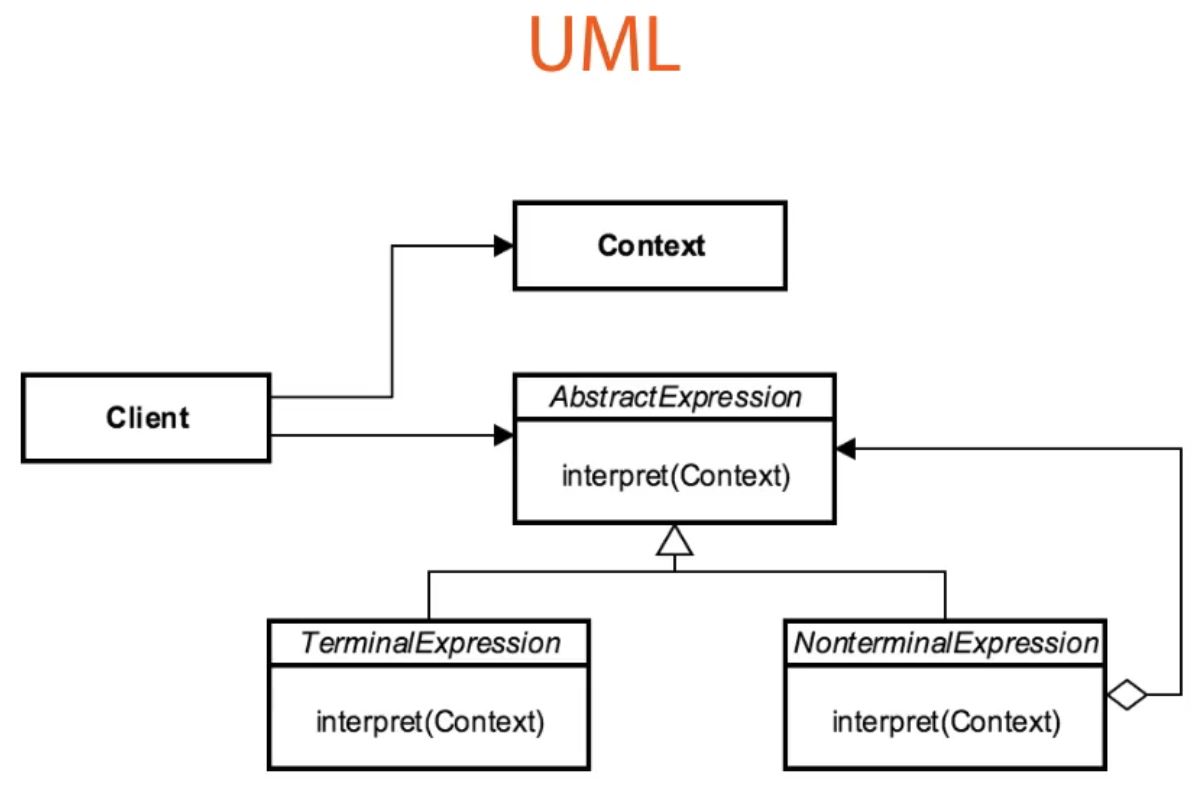 UML
Context
Client
AbstractExpression
interpret(Context)
TerminalExpression
interpret(Context)
NonterminalExpression
interpret(Context)